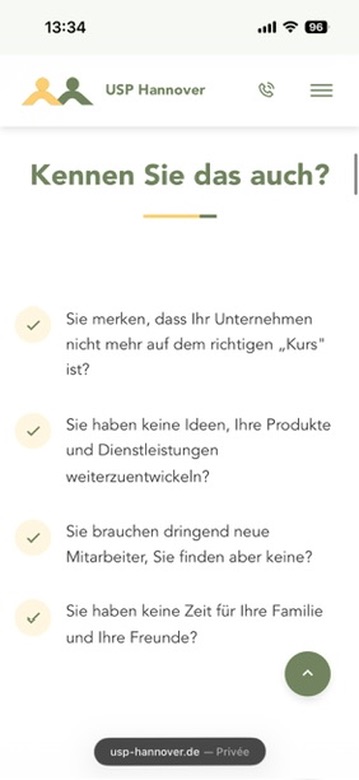 13:34
96
USP Hannover
Kennen Sie das auch?
Sie merken, dass Ihr Unternehmen
nicht mehr auf dem richtigen „Kurs"
ist?
Sie haben keine Ideen, Ihre Produkte
und Dienstleistungen
weiterzuentwickeln?
Sie brauchen dringend neue
Mitarbeiter, Sie finden aber keine?
Sie haben keine Zeit für Ihre Familie
und Ihre Freunde?
usp-hannover.de — Privée